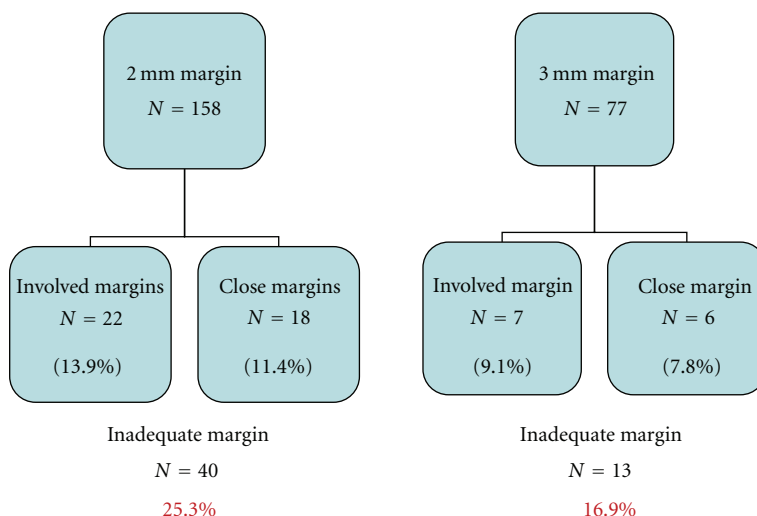 2 mm margin
N = 158
Involved margins
N = 22
(13.9%)
Close margins
N = 18
(11.4%)
Inadequate margin
N = 40
25.3%
3 mm margin
N = 77
Involved margin
N = 7
(9.1%)
Close margin
N = 6
(7.8%)
Inadequate margin
N = 13
16.9%